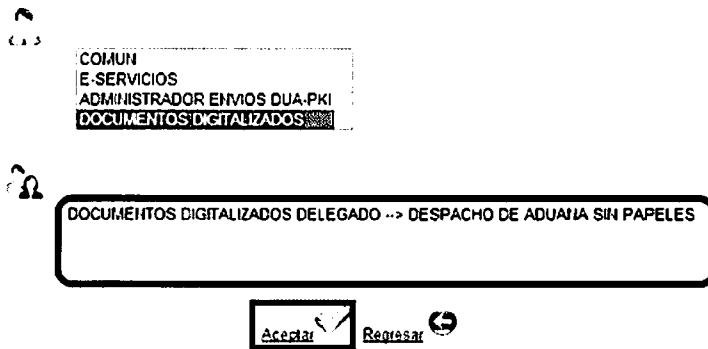 COMUN
E-SERVICIOS
ADMINISTRADOR ENVIOS DUA-PKI
DOCUMENTOS DIGITALIZADOS
DOCUMENTOS DIGITALIZADOS DELEGADO --> DESPACHO DE ADUANA SIN PAPELES
Aceptar Regresar